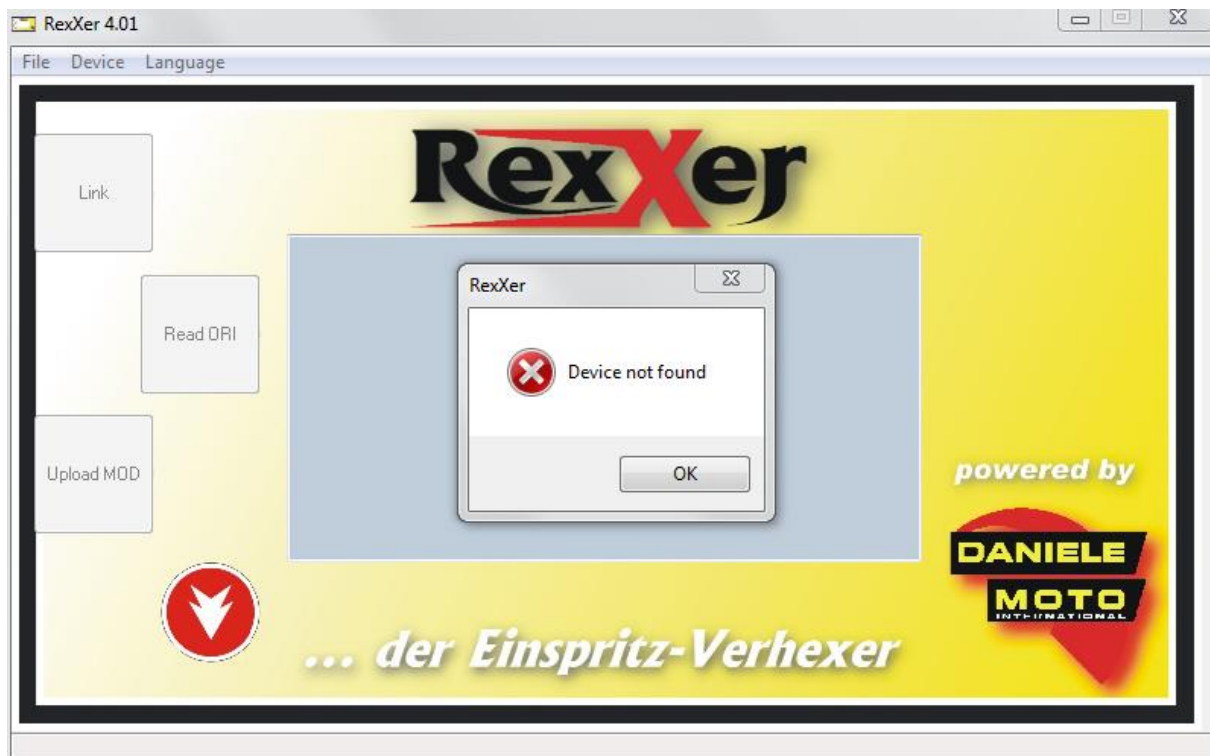 RexXer 4.01
File Device Language
Link
RexXer
RexXer
Read ORI
Device not found
Upload MOD
OK
powered by
DANIELE
MOTO
INTERNATIONAL
... der Einspritz-Verhexer